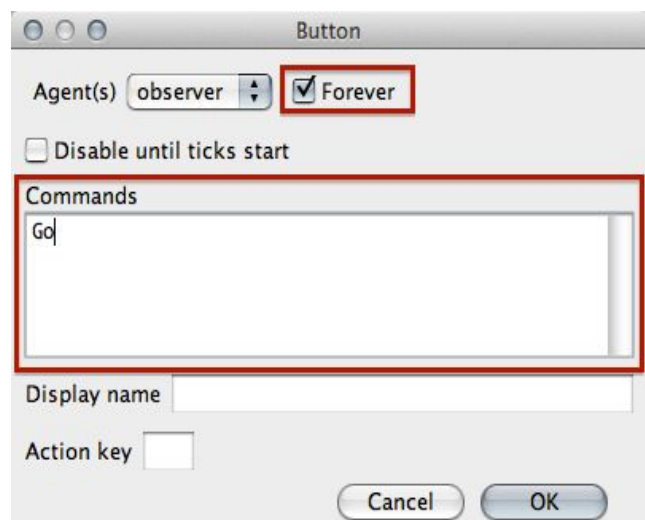 Button
Agent(s) observer Forever
Disable until ticks start
Commands
Go
Display name
Action key
Cancel OK